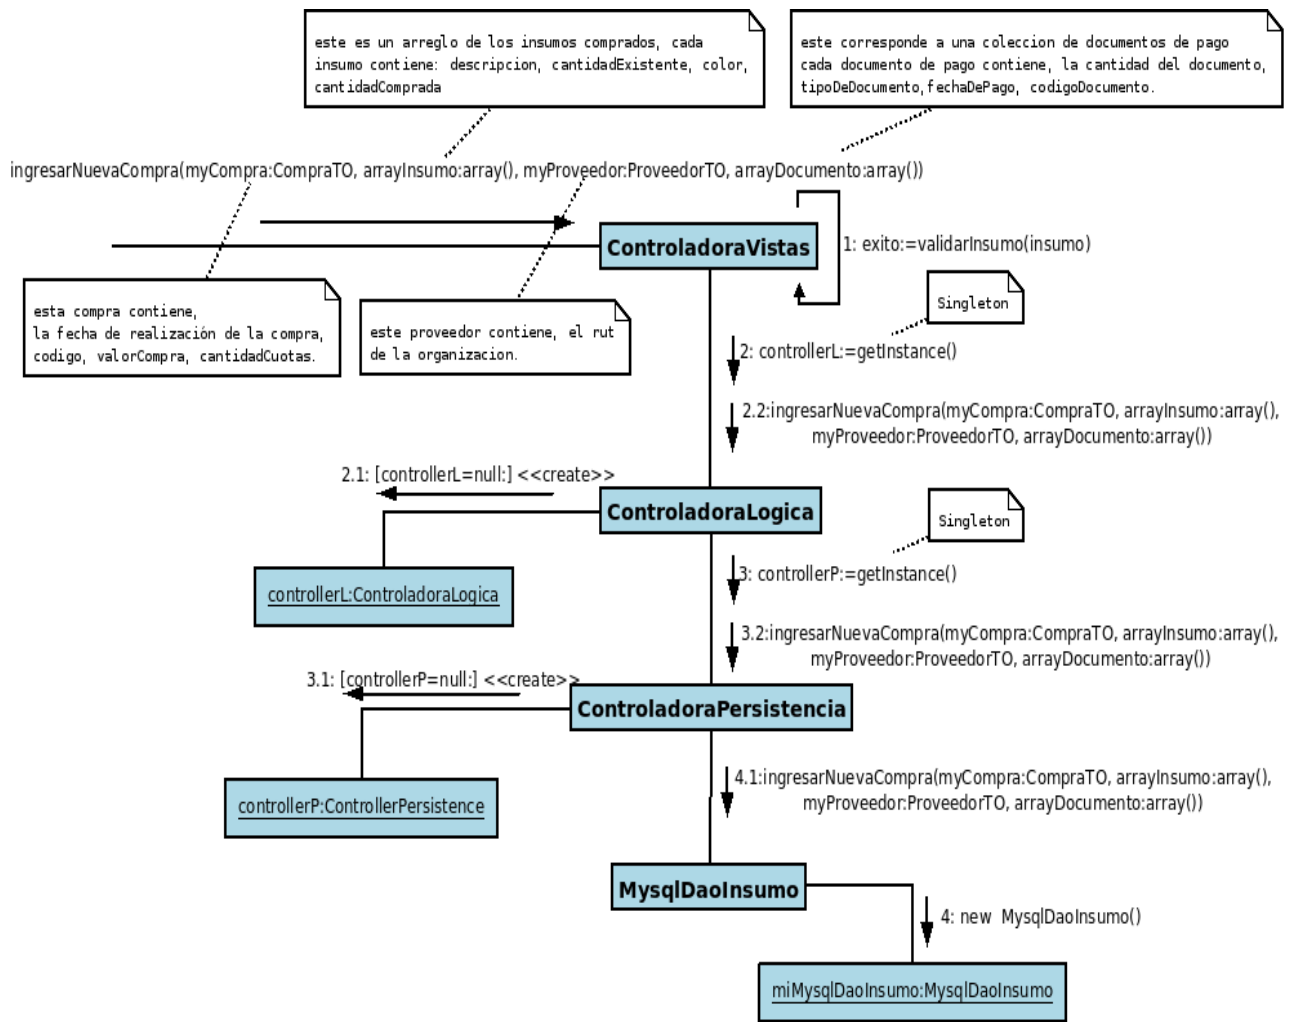 este es un arreglo de los insumos comprados, cada
insumo contiene: descripcion, cantidadExistente, color,
cantidadComprada
este corresponde a una coleccion de documentos de pago
cada documento de pago contiene, la cantidad del documento,
tipoDeDocumento,fechaDePago, codigoDocumento.
ingresarNuevaCompra(myCompra:CompraTO, arrayInsumo:array(), myProveedor:ProveedorTO, arrayDocumento:array())
ControladoraVistas
1: exito:=validarInsumo(insumo)
esta compra contiene,
la fecha de realización de la compra,
codigo, valorCompra, cantidadCuotas.
este proveedor contiene, el rut
de la organizacion.
Singleton
2: controllerL:=getInstance()
2.2:ingresarNuevaCompra(myCompra:CompraTO, arrayInsumo:array(),
myProveedor:ProveedorTO, arrayDocumento:array())
2.1: [controllerL=null:] <<create>>
ControladoraLogica
Singleton
controllerL:ControladoraLogica
3: controllerP:=getInstance()
3.2:ingresarNuevaCompra(myCompra:CompraTO, arrayInsumo:array(),
myProveedor:ProveedorTO, arrayDocumento:array())
3.1: [controllerP=null:] <<create>>
ControladoraPersistencia
controllerP:ControllerPersistence
4.1:ingresarNuevaCompra(myCompra:CompraTO, arrayInsumo:array(),
myProveedor:ProveedorTO, arrayDocumento:array())
MysqlDaoInsumo
4: new MysqlDaoInsumo()
miMysqlDaoInsumo:MysqlDaoInsumo